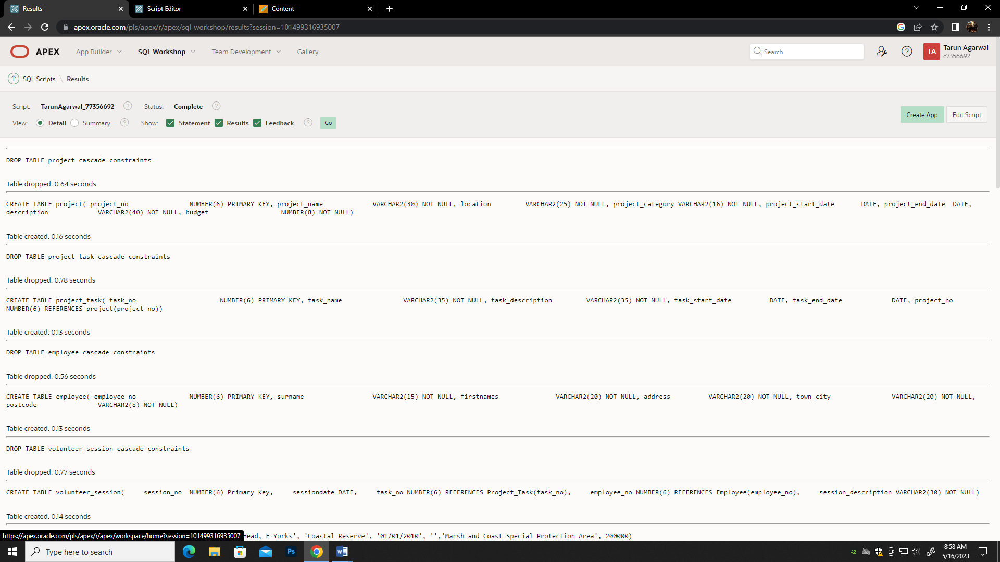 Results
Script Editor
Content
apex.oracle.com/pls/apex/r/apex/sql-workshop/results?session=101499316935007
APEX
App Builder
SQL Workshop
Team Development
Gallery
Search
TA
Tarun Agarwal
c7356692
SQL Scripts \ Results
Script: TarunAgarwal_77356692 Status: Complete
View: Detail Summary Show: Statement Results Feedback Go
Create App
Edit Script
DROP TABLE project cascade constraints
Table dropped. 0.64 seconds
CREATE TABLE project( project_no NUMBER(6) PRIMARY KEY, project_name VARCHAR2(30) NOT NULL, location VARCHAR2(25) NOT NULL, project_category VARCHAR2(16) NOT NULL, project_start_date DATE, project_end_date DATE,
description VARCHAR2(40) NOT NULL, budget NUMBER(8) NOT NULL)
Table created. 0.16 seconds
DROP TABLE project_task cascade constraints
Table dropped. 0.78 seconds
CREATE TABLE project_task( task_no NUMBER(6) PRIMARY KEY, task_name VARCHAR2(35) NOT NULL, task_description VARCHAR2(35) NOT NULL, task_start_date DATE, task_end_date DATE, project_no
NUMBER(6) REFERENCES project(project_no))
Table created. 0.13 seconds
DROP TABLE employee cascade constraints
Table dropped. 0.56 seconds
CREATE TABLE employee( employee_no NUMBER(6) PRIMARY KEY, surname VARCHAR2(15) NOT NULL, firstnames VARCHAR2(20) NOT NULL, address VARCHAR2(20) NOT NULL, town_city VARCHAR2(20) NOT NULL,
postcode VARCHAR2(8) NOT NULL)
Table created. 0.13 seconds
DROP TABLE volunteer_session cascade constraints
Table dropped. 0.77 seconds
CREATE TABLE volunteer_session( session_no NUMBER(6) Primary Key, sessiondate DATE, task_no NUMBER(6) REFERENCES Project_Task(task_no), employee_no NUMBER(6) REFERENCES Employee(employee_no), session_description VARCHAR2(30) NOT NULL)
Table created. 0.14 seconds
https://apex.oracle.com/pls/apex/r/apex/workspace/home?session=101499316935007 Head, E Yorks', 'Coastal Reserve', '01/01/2010', '','Marsh and Coast Special Protection Area', 200000)
Type here to search
Ps
8:58 AM
5/16/2023